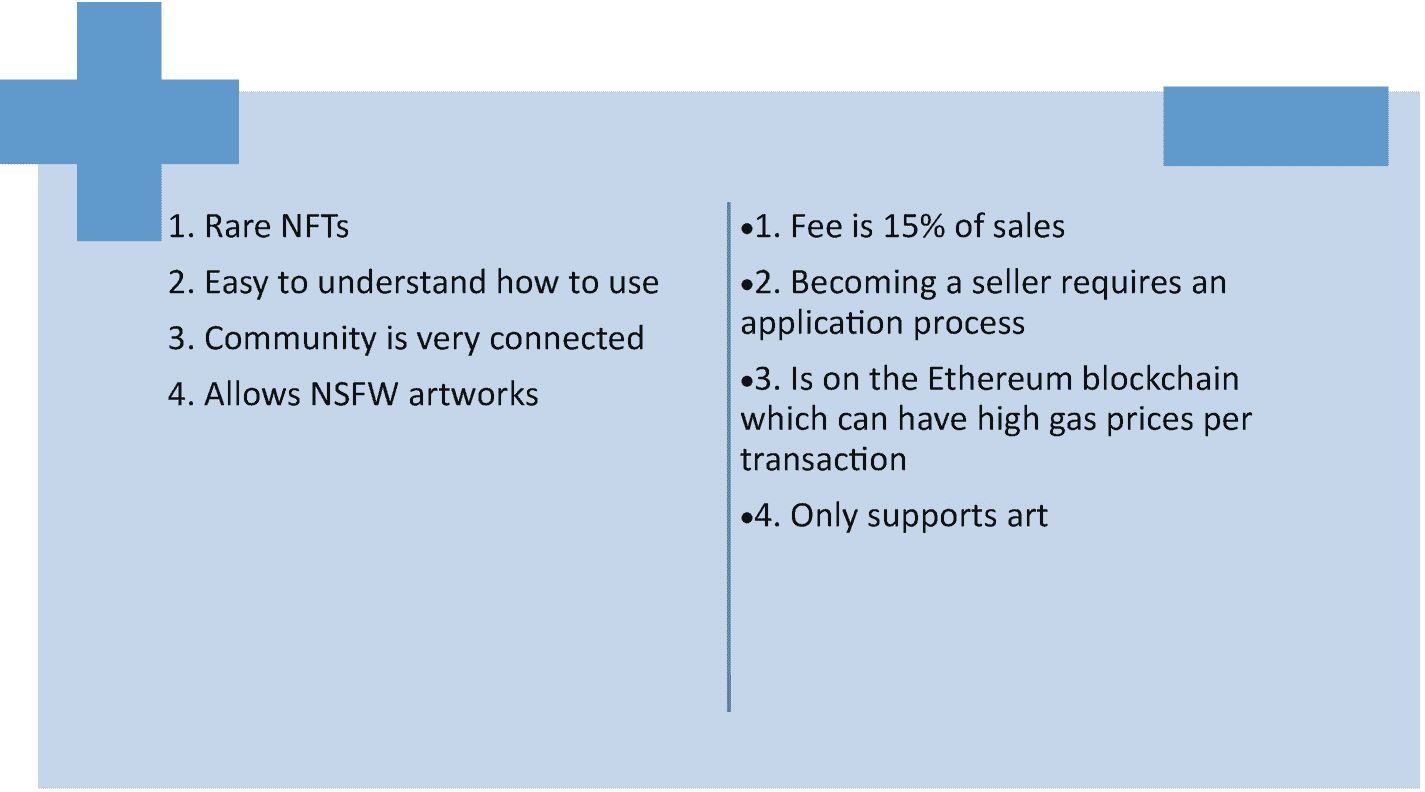 1. Rare NFTs
2. Easy to understand how to use
3. Community is very connected
4. Allows NSFW artworks
•1. Fee is 15% of sales
•2. Becoming a seller requires an
application process
•3. Is on the Ethereum blockchain
which can have high gas prices per
transaction
•4. Only supports art